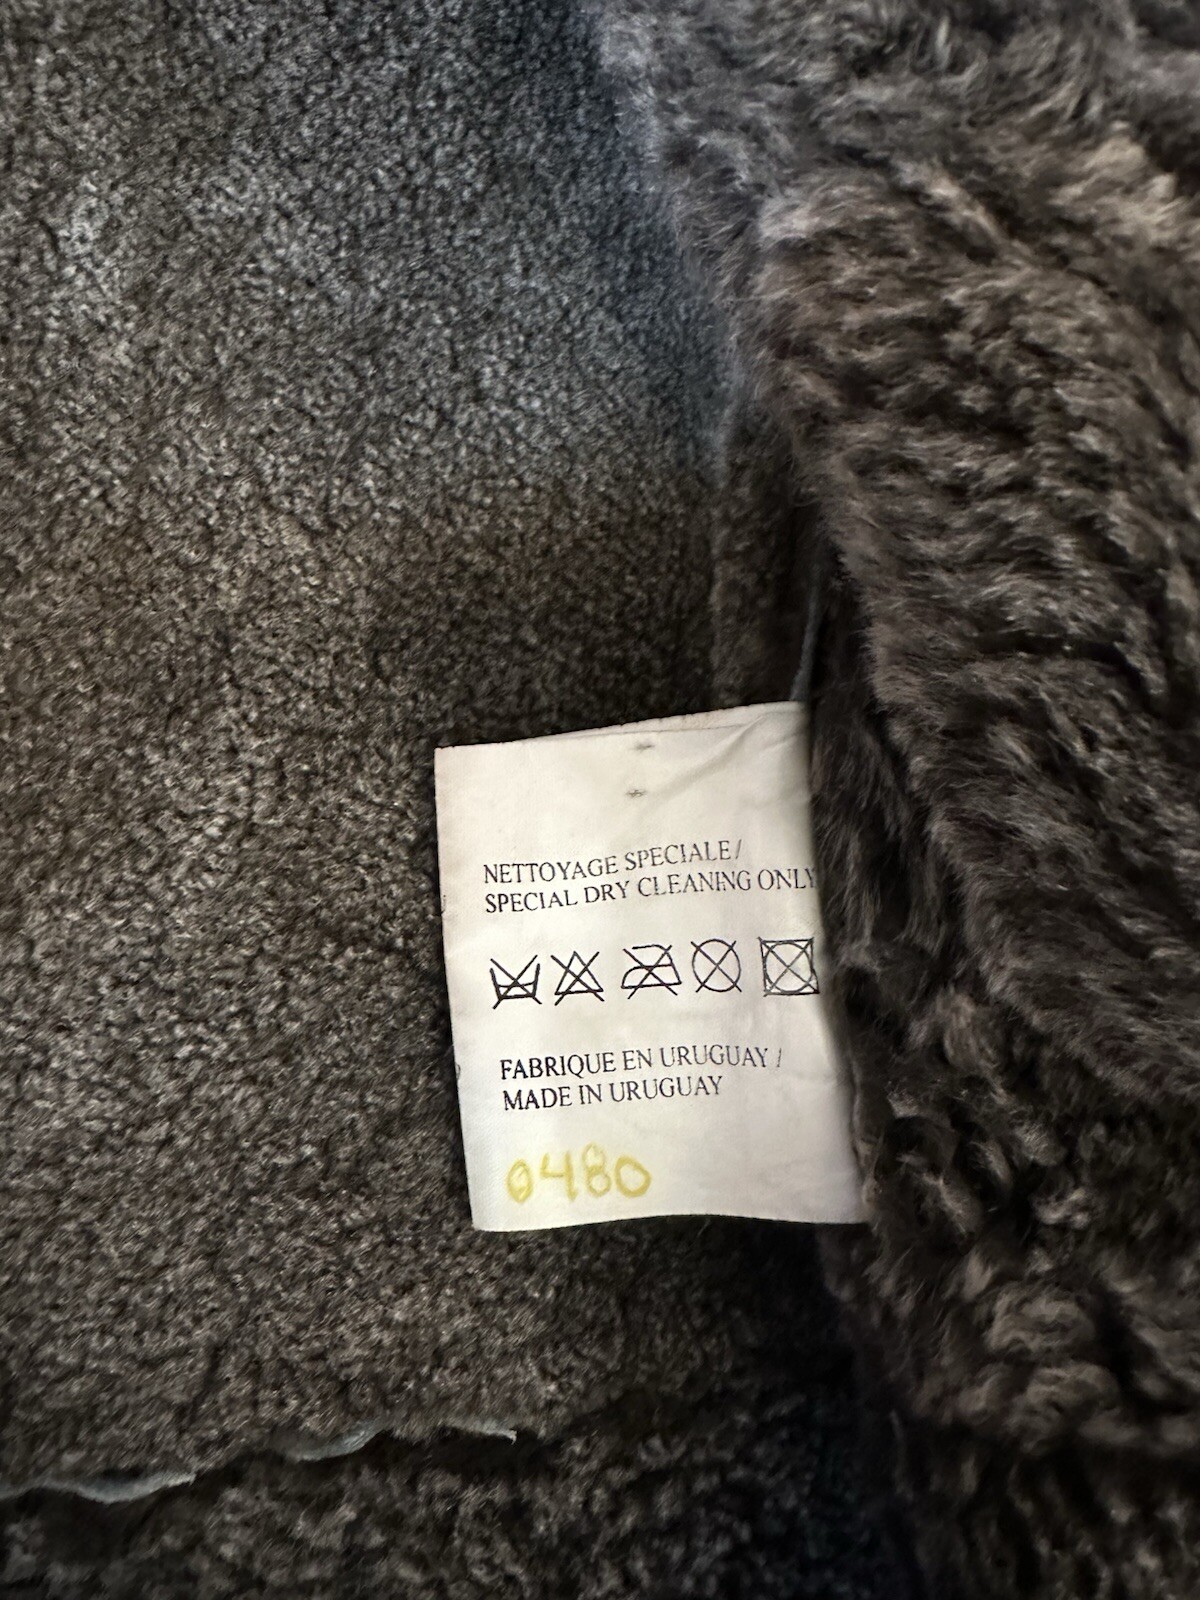 NETTOYAGE SPECIALE/
SPECIAL DRY CLEANING ONLY
FABRIQUE EN URUGUAY /
MADE IN URUGUAY
0480